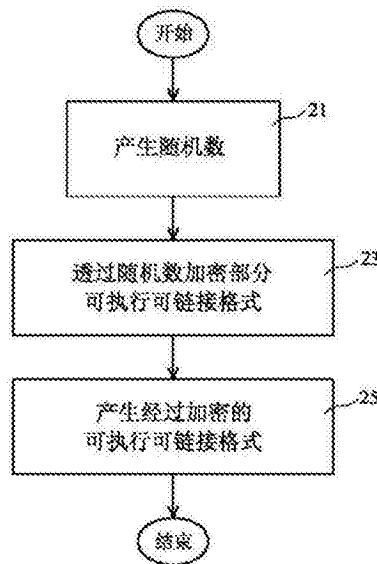 开始
21
产生随机数
23
透过随机数加密部分
可执行可链接格式
25
产生经过加密的
可执行可链接格式
结束